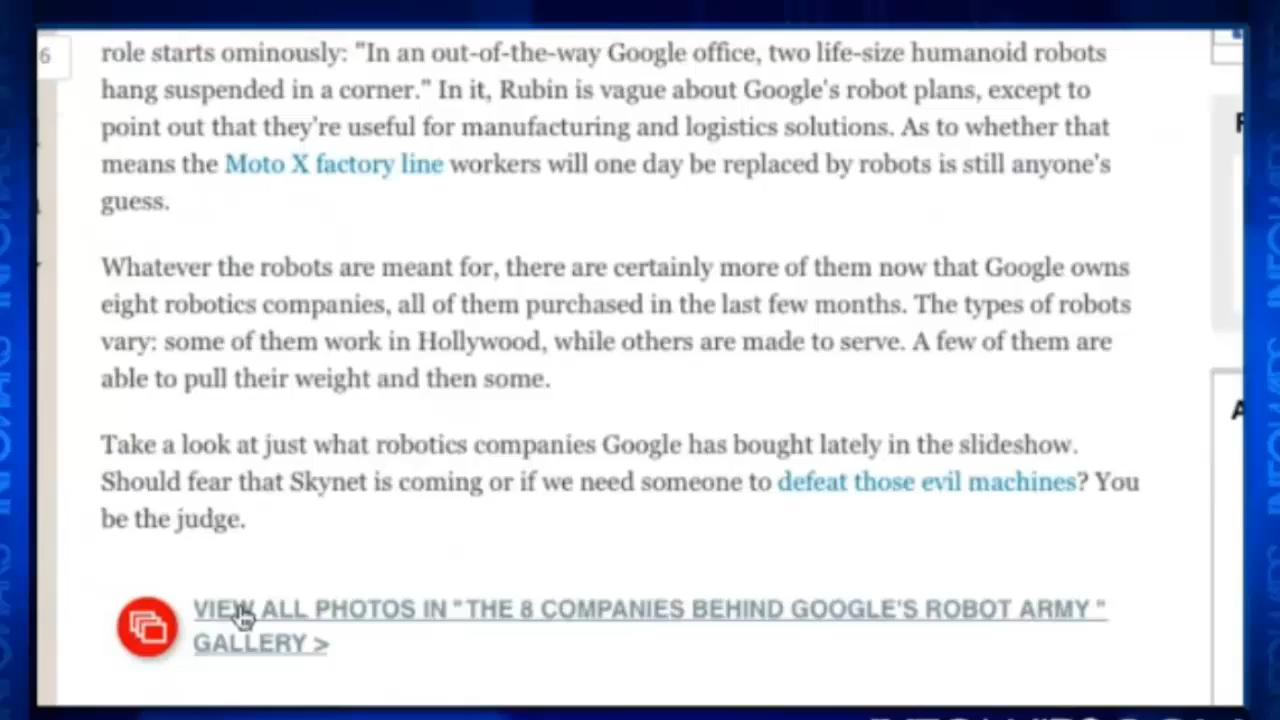 6
role starts ominously: "In an out-of-the-way Google office, two life-size humanoid robots
hang suspended in a corner." In it, Rubin is vague about Google's robot plans, except to
point out that they're useful for manufacturing and logistics solutions. As to whether that
means the Moto X factory line workers will one day be replaced by robots is still anyone's
guess.
Whatever the robots are meant for, there are certainly more of them now that Google owns
eight robotics companies, all of them purchased in the last few months. The types of robots
vary: some of them work in Hollywood, while others are made to serve. A few of them are
able to pull their weight and then some.
Take a look at just what robotics companies Google has bought lately in the slideshow.
Should fear that Skynet is coming or if we need someone to defeat those evil machines? You
be the judge.
VIEW ALL PHOTOS IN "THE 8 COMPANIES BEHIND GOOGLE'S ROBOT ARMY "
GALLERY >